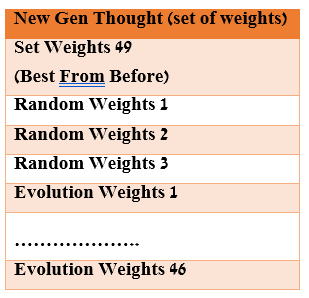 New Gen Thought (set of weights)
Set Weights 49
(Best From Before)
Random Weights 1
Random Weights 2
Random Weights 3
Evolution Weights 1
…………………..
Evolution Weights 46